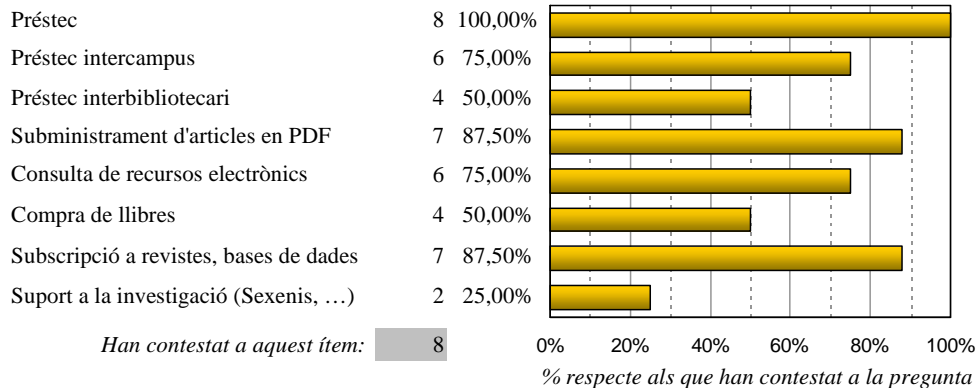 Préstec 8 100,00%
Préstec intercampus 6 75,00%
Préstec interbibliotecari 4 50,00%
Subministrament d'articles en PDF 7 87,50%
Consulta de recursos electrònics 6 75,00%
Compra de llibres 4 50,00%
Subscripció a revistes, bases de dades 7 87,50%
Suport a la investigació (Sexenis, …) 2 25,00%
Han contestat a aquest ítem: 8 0% 20% 40% 60% 80% 100%
% respecte als que han contestat a la pregunta